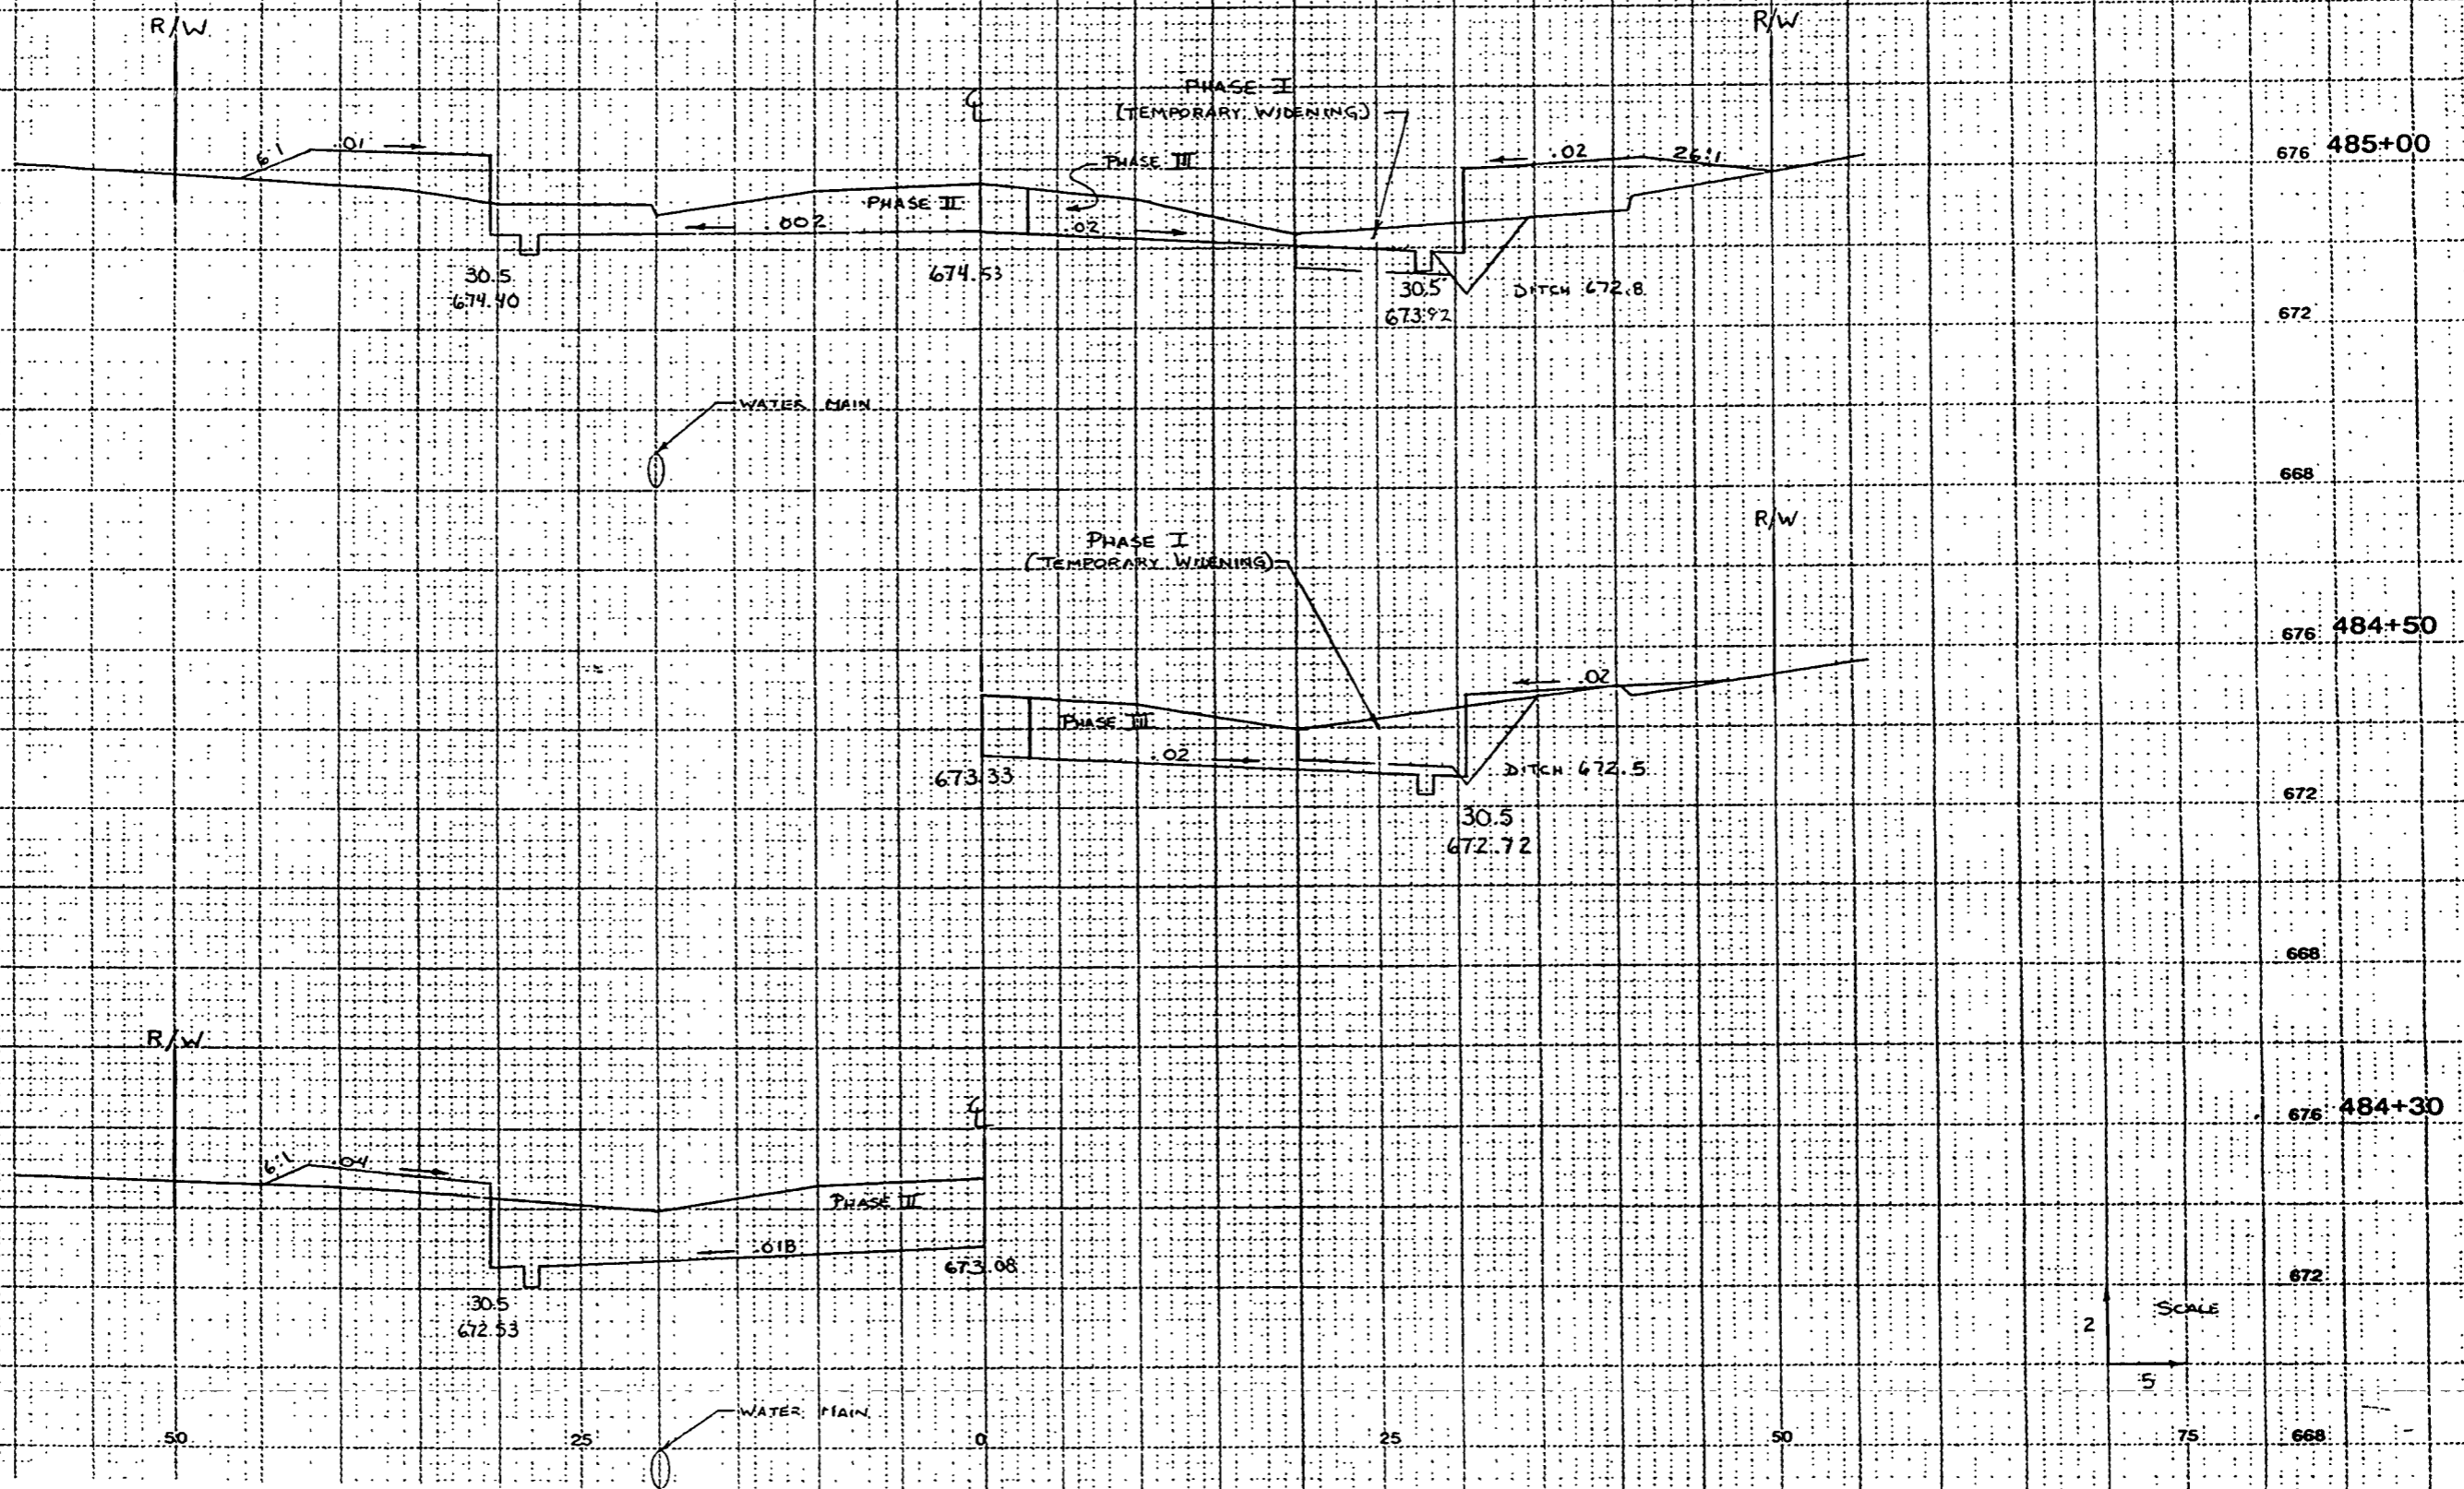 R/W
R/W
PHASE I
(TEMPORARY WIDENING)
℄
6:1
.01
PHASE III
.02
26:1
676
485+00
PHASE II
.002
.02
30.5
674.40
674.53
30.5
673.92
DITCH 672.8
672
WATER MAIN
668
R/W
PHASE I
(TEMPORARY WIDENING)
676
484+50
.02
PHASE III
.02
673.33
DITCH 672.5
672
30.5
672.72
668
R/W
℄
676
484+30
6:1
.04
PHASE II
.018
673.08
672
30.5
672.53
SCALE
2
5
WATER MAIN
50
25
0
25
50
75
668